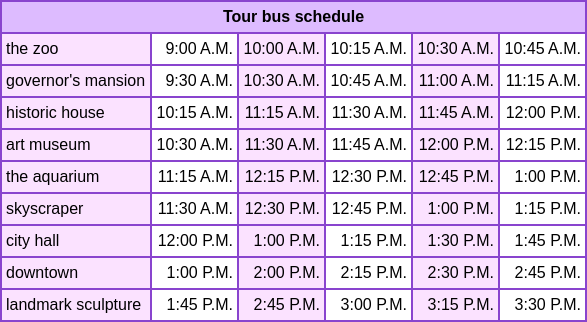 Tour bus schedule
the zoo 9:00 A.M. 10:00 A.M. 10:15 A.M. 10:30 A.M. 10:45 A.M.
governor's mansion 9:30 A.M. 10:30 A.M. 10:45 A.M. 11:00 A.M. 11:15 A.M.
historic house 10:15 A.M. 11:15 A.M. 11:30 A.M. 11:45 A.M. 12:00 P.M.
art museum 10:30 A.M. 11:30 A.M. 11:45 A.M. 12:00 P.M. 12:15 P.M.
the aquarium 11:15 A.M. 12:15 P.M. 12:30 P.M. 12:45 P.M. 1:00 P.M.
skyscraper 11:30 A.M. 12:30 P.M. 12:45 P.M. 1:00 P.M. 1:15 P.M.
city hall 12:00 P.M. 1:00 P.M. 1:15 P.M. 1:30 P.M. 1:45 P.M.
downtown 1:00 P.M. 2:00 P.M. 2:15 P.M. 2:30 P.M. 2:45 P.M.
landmark sculpture 1:45 P.M. 2:45 P.M. 3:00 P.M. 3:15 P.M. 3:30 P.M.